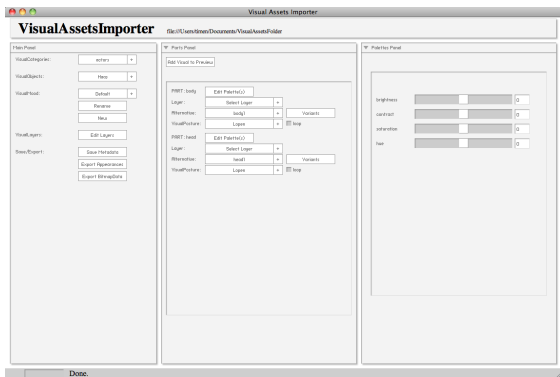 Visual Assets Importer
VisualAssetsImporter file:///Users/timen/Documents/VisualAssetsFolder
Main Panel
VisualCategories: actors +
VisualObjects: Hero +
VisualMood: Default +
Rename
New
VisualLayers: Edit Layers
Save/Export: Save Metadata
Export Appearances
Export BitmapData
Parts Panel
Add Visual to Preview
PART: body Edit Palette(s)
Layer: Select Layer +
Alternative: body1 + Variants
VisualPosture: Lopen + loop
PART: head Edit Palette(s)
Layer: Select Layer +
Alternative: head1 + Variants
VisualPosture: Lopen + loop
Palettes Panel
brightness 0
contrast 0
saturation 0
hue 0
Done.